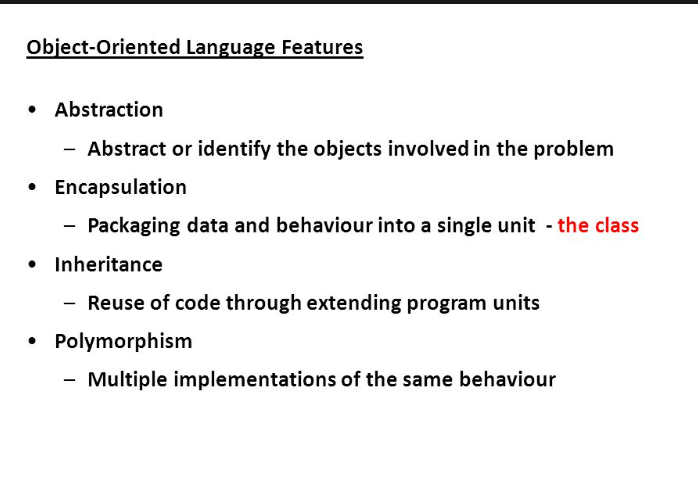 Object-Oriented Language Features
• Abstraction
– Abstract or identify the objects involved in the problem
• Encapsulation
– Packaging data and behaviour into a single unit - the class
• Inheritance
– Reuse of code through extending program units
• Polymorphism
– Multiple implementations of the same behaviour